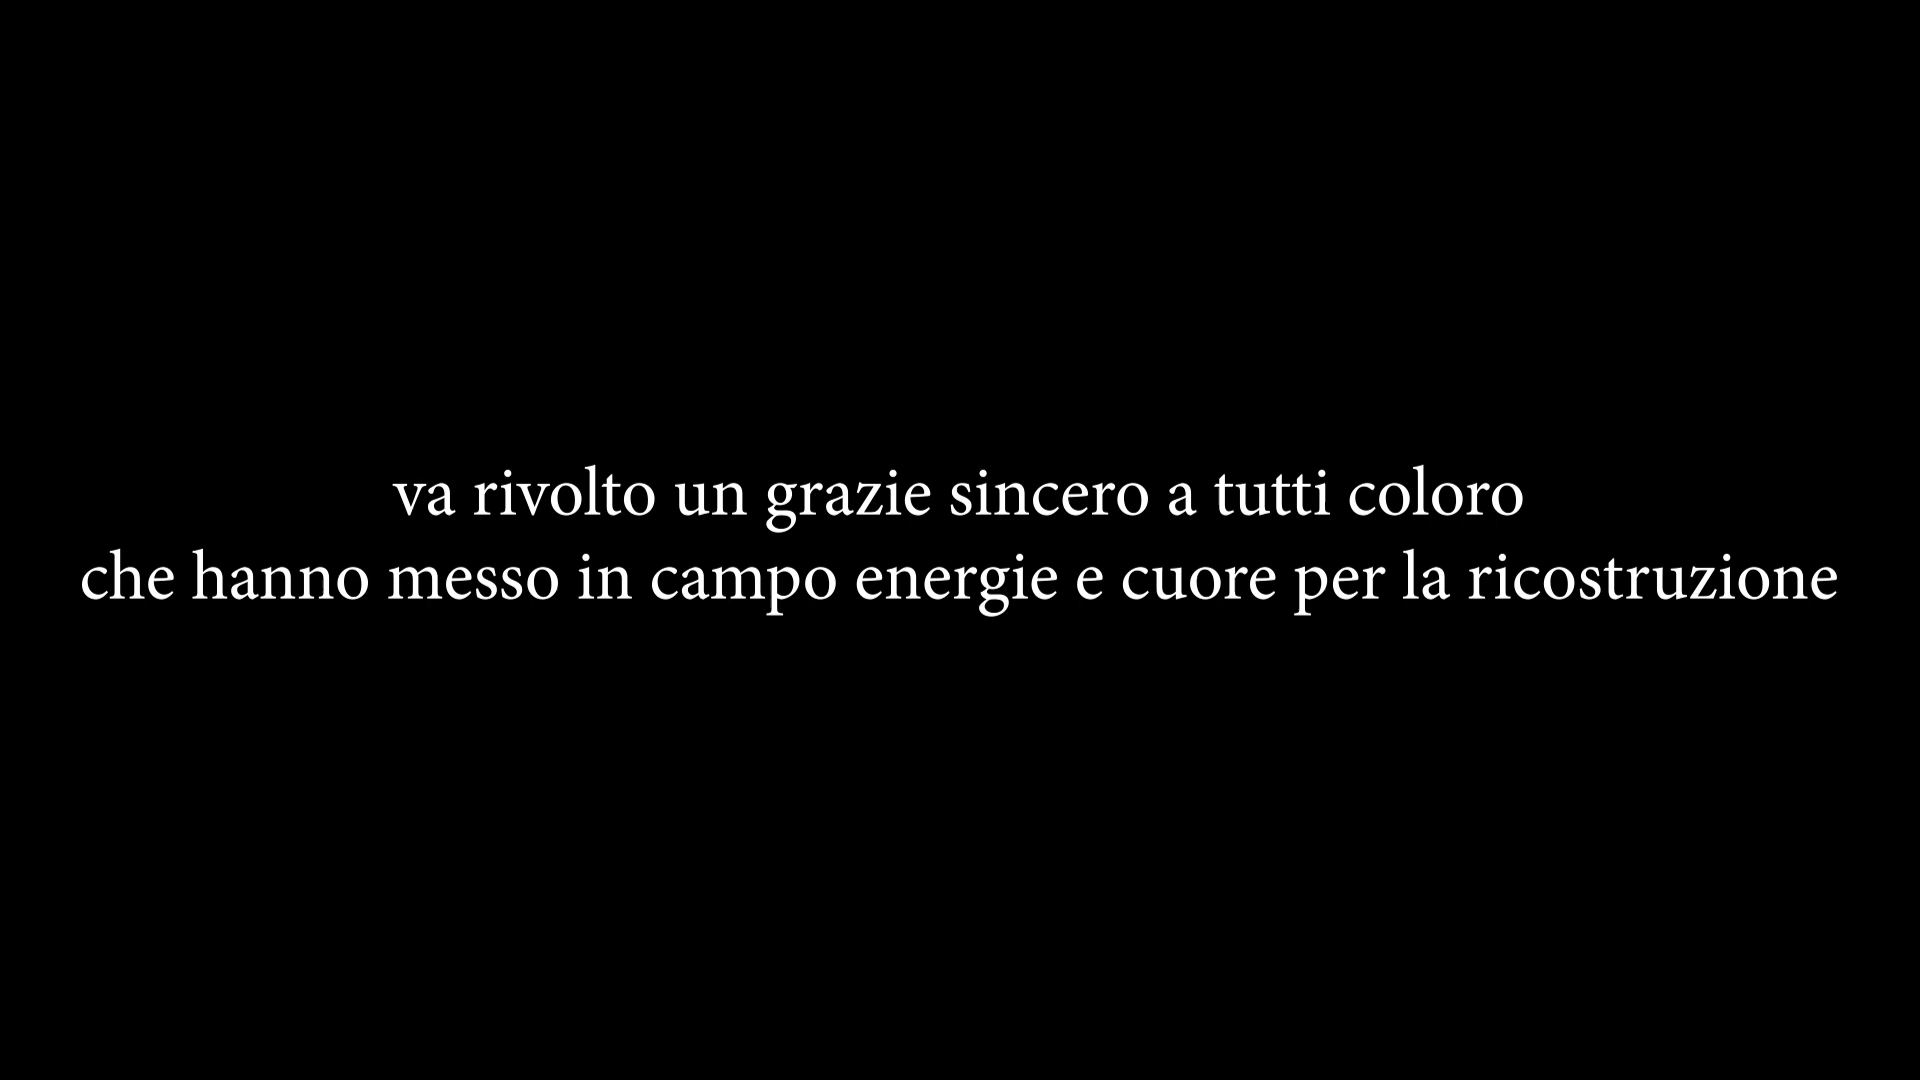 va rivolto un grazie sincero a tutti coloro
che hanno messo in campo energie e cuore per la ricostruzione